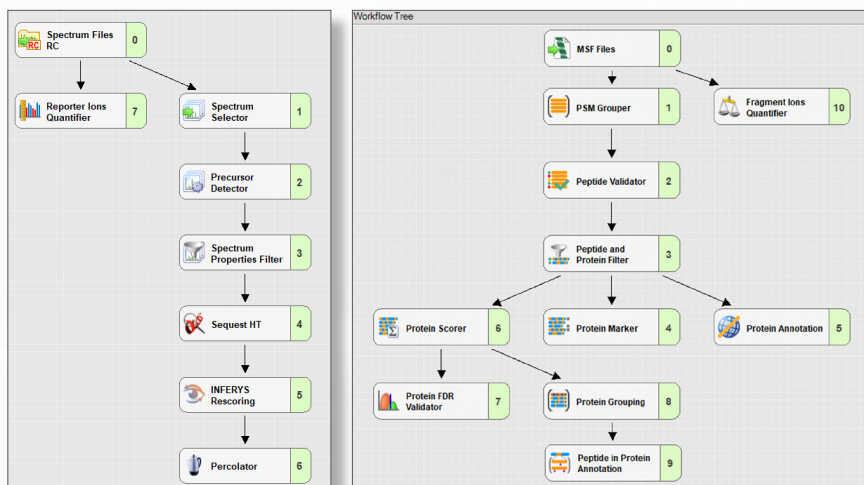 Spectrum Files
RC
RC
0
Reporter Ions
Quantifier
7
Spectrum
Selector
1
Precursor
Detector
2
Spectrum
Properties Filter
3
Sequest HT
4
INFERYS
Rescoring
5
Percolator
6
Workflow Tree
MSF Files
0
PSM Grouper
1
Fragment Ions
Quantifier
10
Peptide Validator
2
Peptide and
Protein Filter
3
Protein Scorer
6
Protein Marker
4
Protein Annotation
5
Protein FDR
Validator
7
Protein Grouping
8
Peptide in Protein
Annotation
9